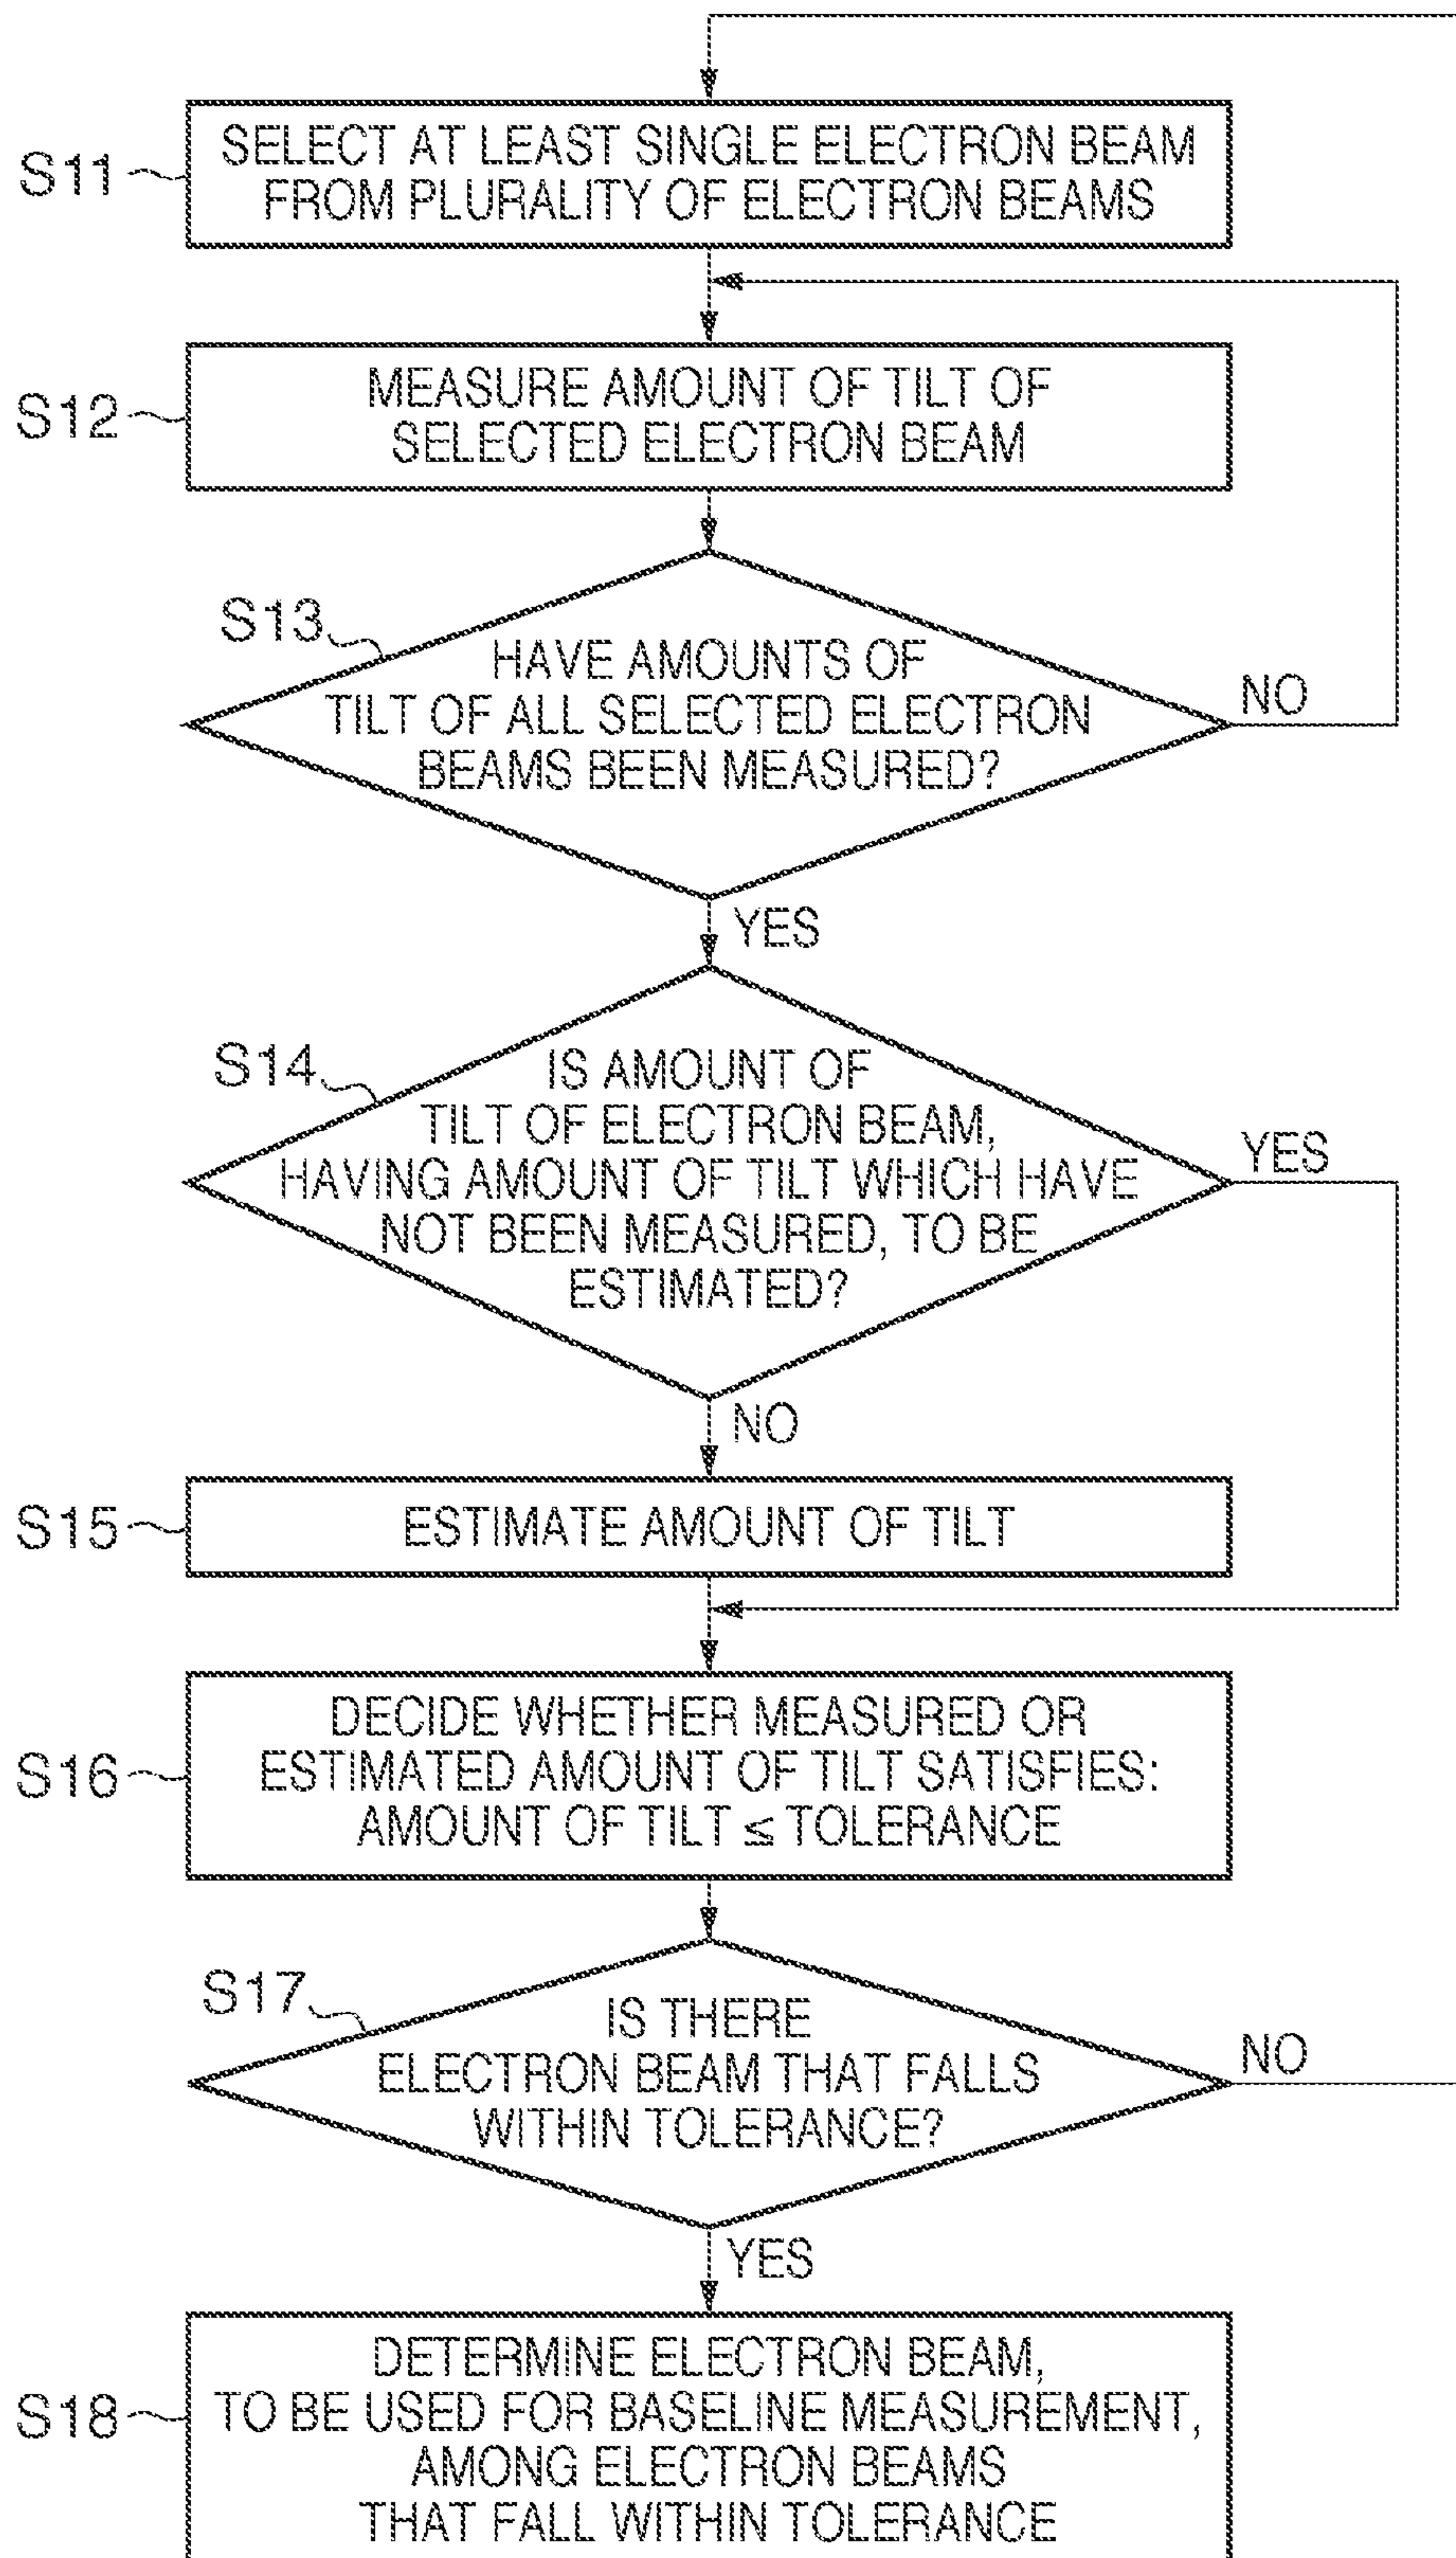 S11
SELECT AT LEAST SINGLE ELECTRON BEAM
FROM PLURALITY OF ELECTRON BEAMS
S12
MEASURE AMOUNT OF TILT OF
SELECTED ELECTRON BEAM
S13
HAVE AMOUNTS OF
TILT OF ALL SELECTED ELECTRON
BEAMS BEEN MEASURED?
NO
YES
S14
IS AMOUNT OF
TILT OF ELECTRON BEAM,
HAVING AMOUNT OF TILT WHICH HAVE
NOT BEEN MEASURED, TO BE
ESTIMATED?
YES
NO
S15
ESTIMATE AMOUNT OF TILT
S16
DECIDE WHETHER MEASURED OR
ESTIMATED AMOUNT OF TILT SATISFIES:
AMOUNT OF TILT ≤ TOLERANCE
S17
IS THERE
ELECTRON BEAM THAT FALLS
WITHIN TOLERANCE?
NO
YES
S18
DETERMINE ELECTRON BEAM,
TO BE USED FOR BASELINE MEASUREMENT,
AMONG ELECTRON BEAMS
THAT FALL WITHIN TOLERANCE